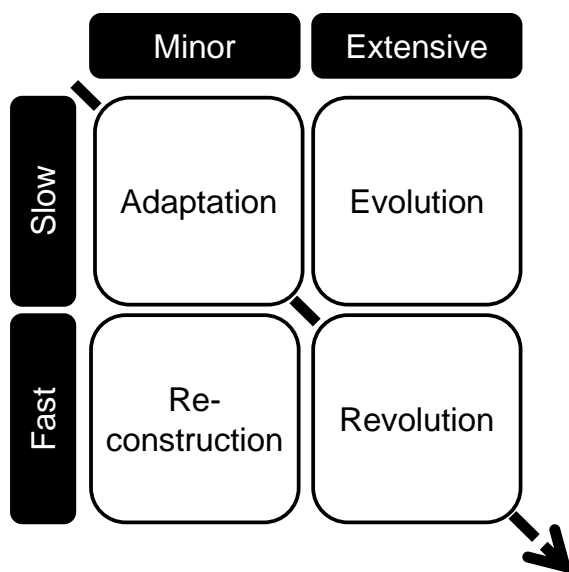 Minor
Extensive
Slow
Adaptation
Evolution
Fast
Re-
construction
Revolution